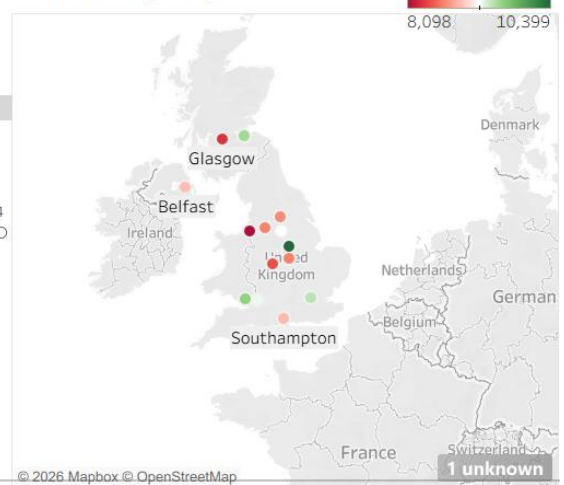 8,098 10,399
Denmark
Glasgow
Belfast
Ireland
United
Kingdom
Netherlands
German
Belgium
Southampton
France
Switzerland
1 unknown
© 2026 Mapbox © OpenStreetMap